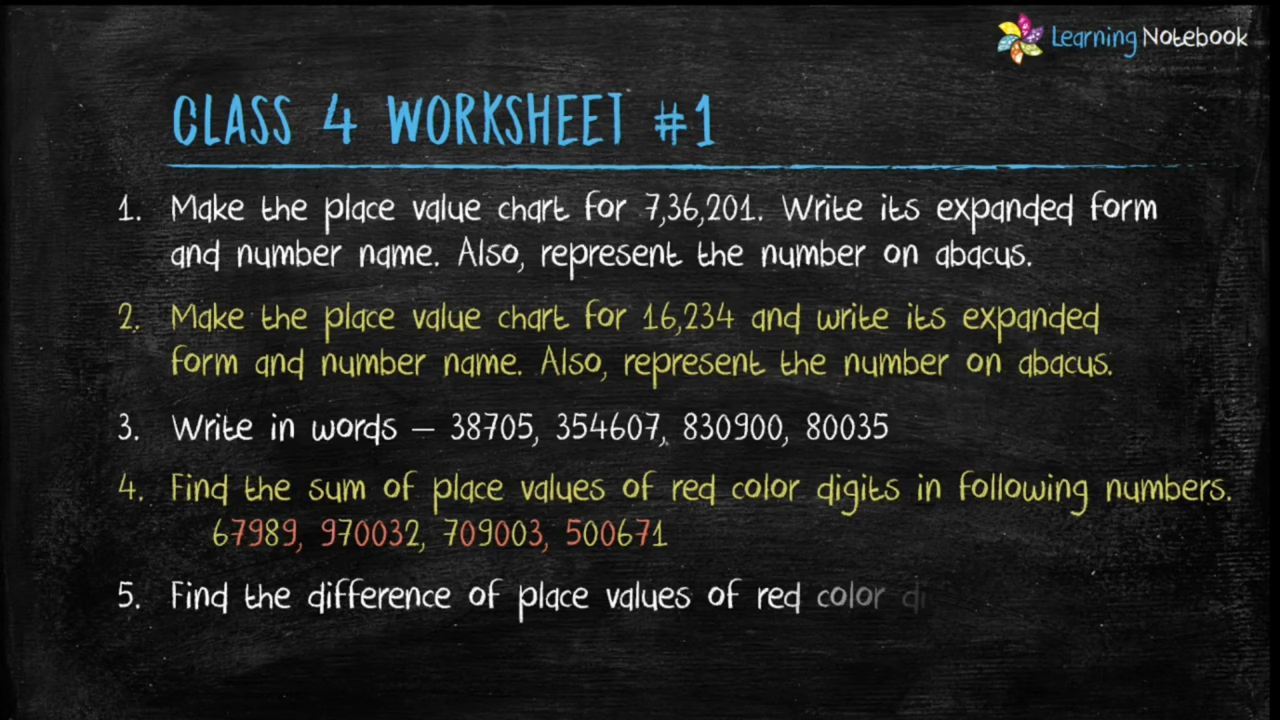 Learning Notebook
CLASS 4 WORKSHEET #1
1. Make the place value chart for 7,36,201. Write its expanded form
and number name. Also, represent the number on abacus.
2. Make the place value chart for 16,234 and write its expanded
form and number name. Also, represent the number on abacus.
3. Write in words – 38705, 354607, 830900, 80035
4. Find the sum of place values of red color digits in following numbers.
67989, 970032, 709003, 500671
5. Find the difference of place values of red color di